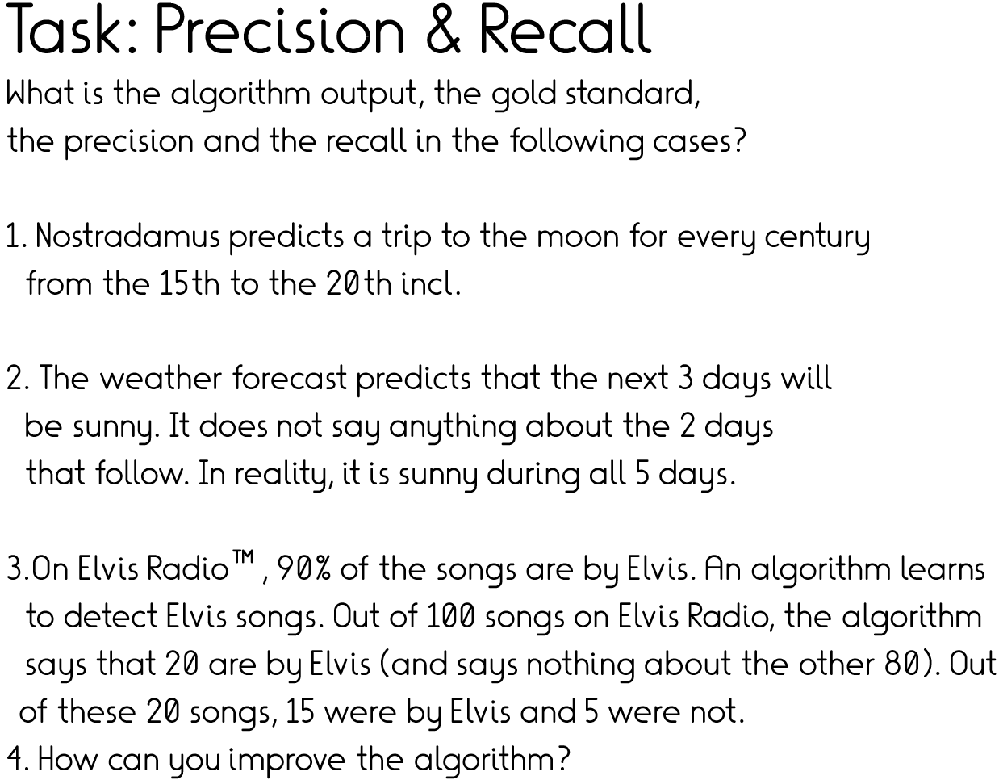 Task: Precision & Recall
What is the algorithm output, the gold standard,
the precision and the recall in the following cases?
1. Nostradamus predicts a trip to the moon for every century
from the 15th to the 20th incl.
2. The weather forecast predicts that the next 3 days will
be sunny. It does not say anything about the 2 days
that follow. In reality, it is sunny during all 5 days.
3.On Elvis Radio™, 90% of the songs are by Elvis. An algorithm learns
to detect Elvis songs. Out of 100 songs on Elvis Radio, the algorithm
says that 20 are by Elvis (and says nothing about the other 80). Out
of these 20 songs, 15 were by Elvis and 5 were not.
4. How can you improve the algorithm?